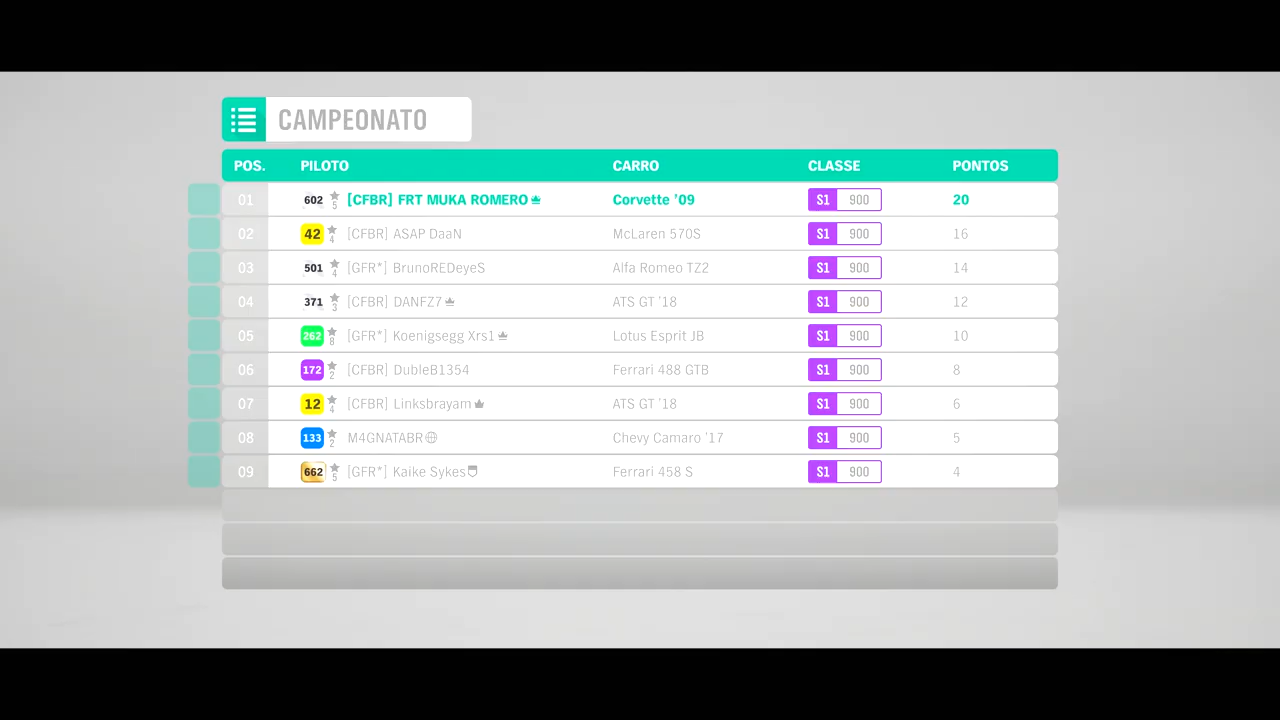 CAMPEONATO
POS. PILOTO CARRO CLASSE PONTOS
01 602 5 [CFBR] FRT MUKA ROMERO Corvette '09 S1 900 20
02 42 4 [CFBR] ASAP DaaN McLaren 570S S1 900 16
03 501 4 [GFR*] BrunoREDeyeS Alfa Romeo TZ2 S1 900 14
04 371 3 [CFBR] DANFZ7 ATS GT '18 S1 900 12
05 262 8 [GFR*] Koenigsegg Xrs1 Lotus Esprit JB S1 900 10
06 172 2 [CFBR] DubleB1354 Ferrari 488 GTB S1 900 8
07 12 4 [CFBR] Linksbrayam ATS GT '18 S1 900 6
08 133 2 M4GNATABR Chevy Camaro '17 S1 900 5
09 662 5 [GFR*] Kaike Sykes Ferrari 458 S S1 900 4